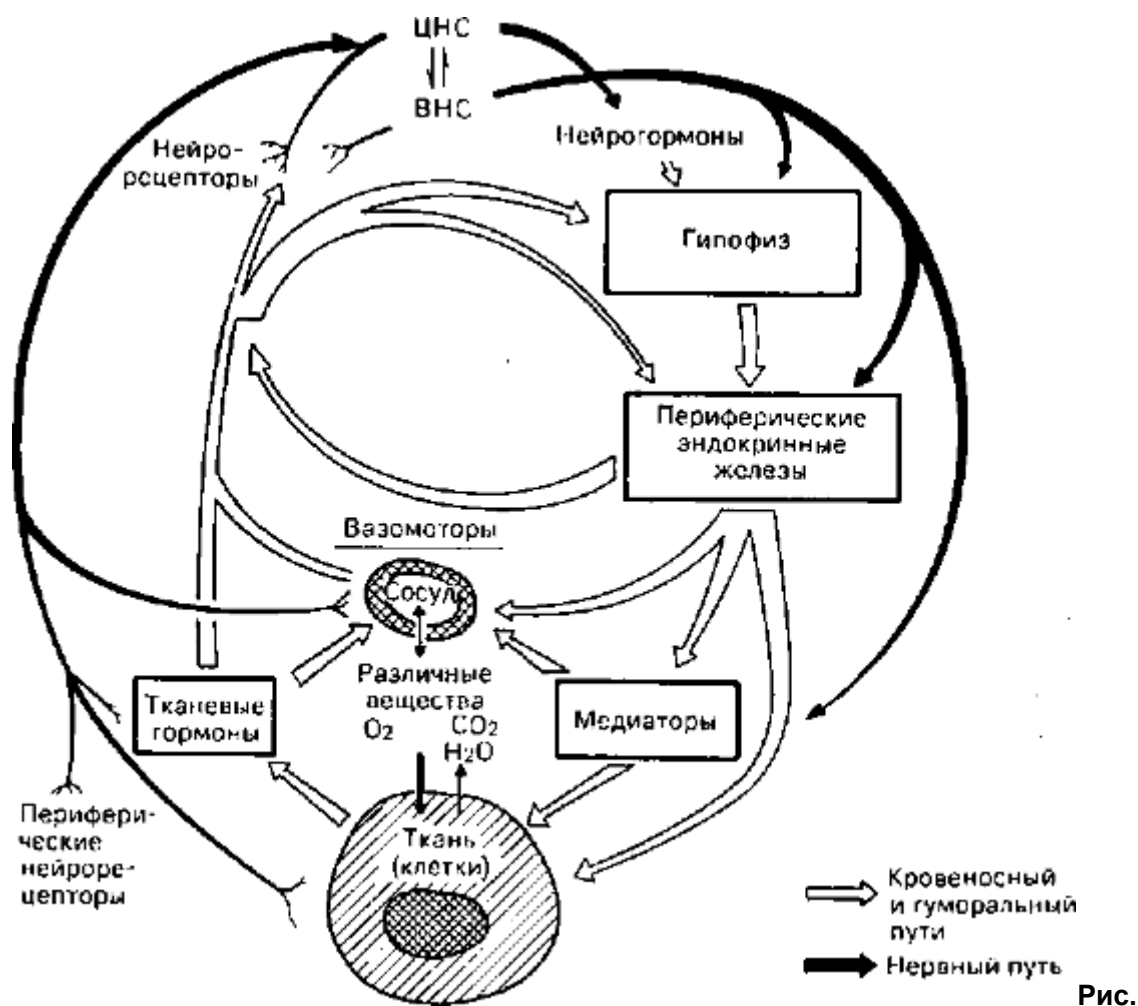 ЦНС
ВНС
Нейро-
рецепторы
Нейрогормоны
Гипофиз
Периферические
эндокринные
железы
Вазомоторы
Сосуд
Различные
вещества
O2
CO2
H2O
Тканевые
гормоны
Медиаторы
Перифери-
ческие
нейроре-
цепторы
Ткань
(клетки)
Кровеносный
и гуморальный
пути
Нервный путь
Рис.